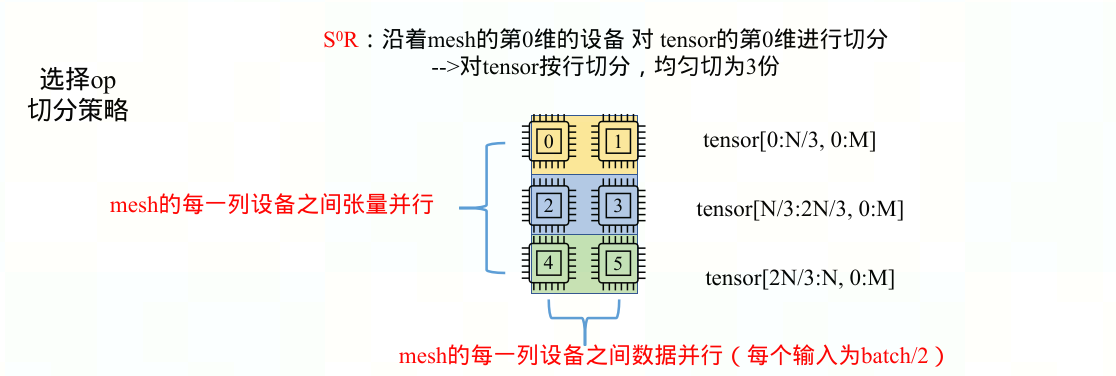 S⁰R：沿着mesh的第0维的设备 对 tensor的第0维进行切分
-->对tensor按行切分，均匀切为3份
选择op
切分策略
0 1 tensor[0:N/3, 0:M]
mesh的每一列设备之间张量并行
2 3 tensor[N/3:2N/3, 0:M]
4 5 tensor[2N/3:N, 0:M]
mesh的每一列设备之间数据并行（每个输入为batch/2）